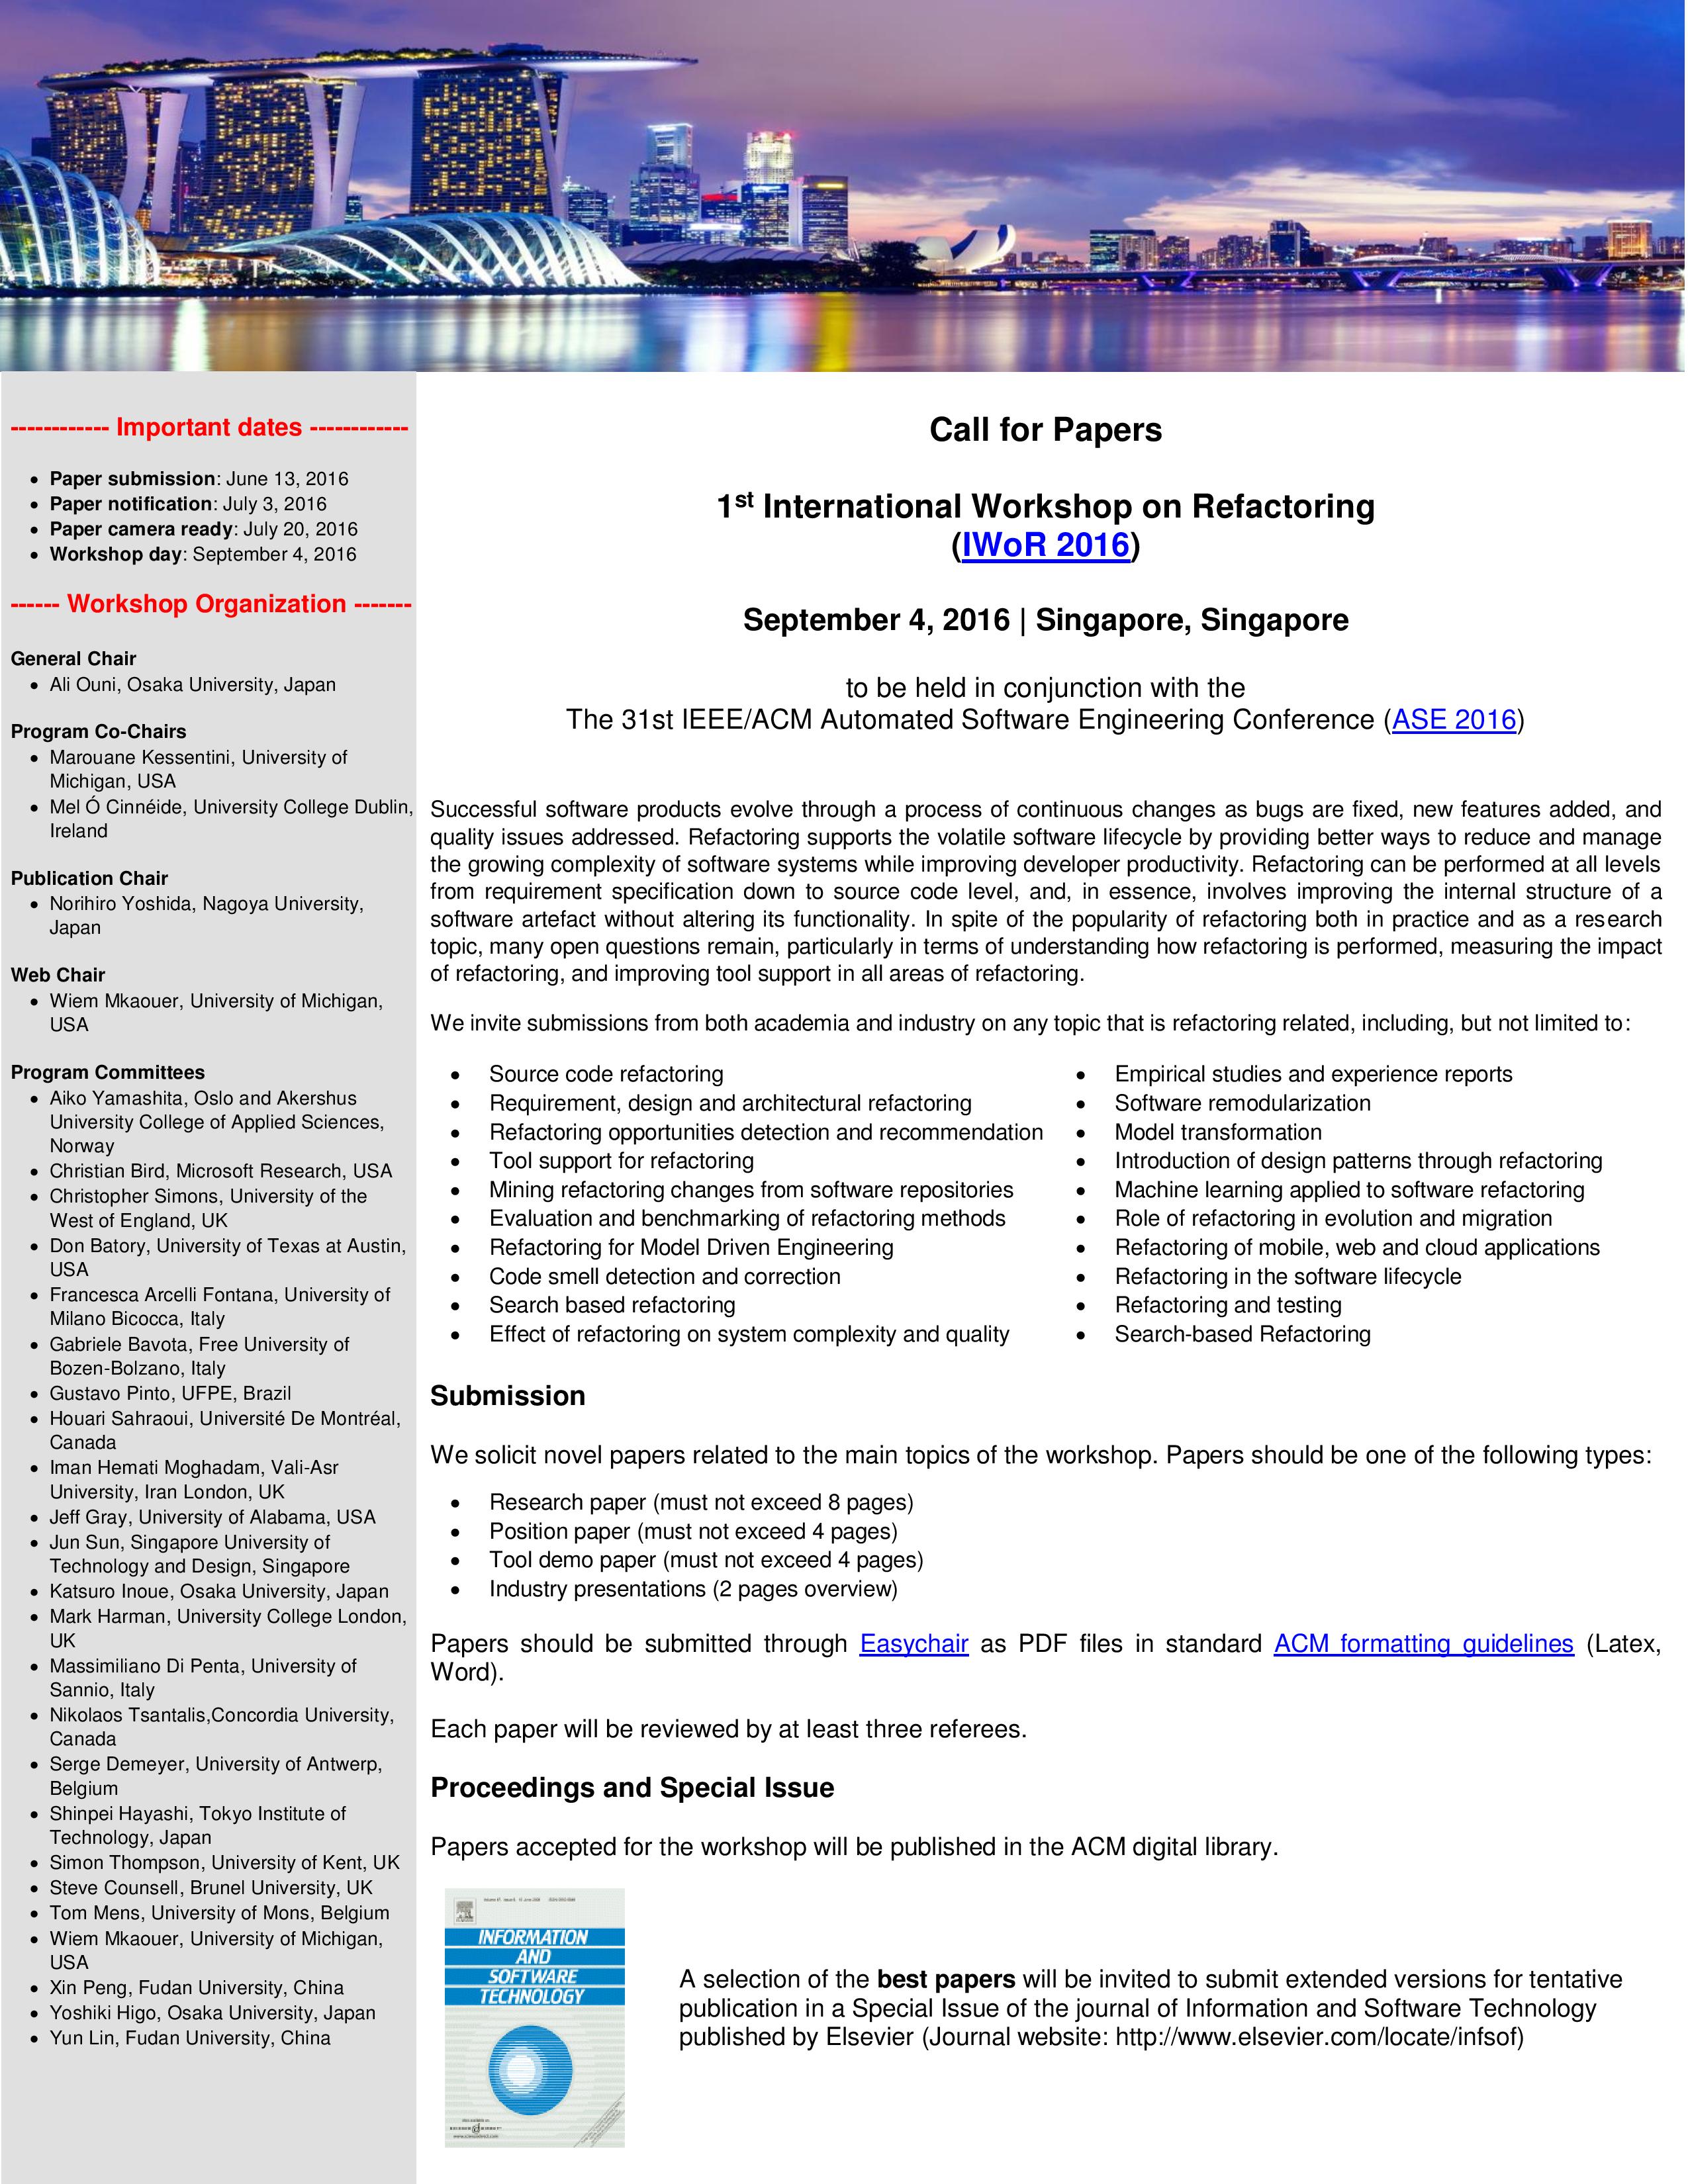 ------------ Important dates ------------
• Paper submission: June 13, 2016
• Paper notification: July 3, 2016
• Paper camera ready: July 20, 2016
• Workshop day: September 4, 2016
------ Workshop Organization -------
General Chair
• Ali Ouni, Osaka University, Japan
Program Co-Chairs
• Marouane Kessentini, University of
Michigan, USA
• Mel Ó Cinnéide, University College Dublin,
Ireland
Publication Chair
• Norihiro Yoshida, Nagoya University,
Japan
Web Chair
• Wiem Mkaouer, University of Michigan,
USA
Program Committees
• Aiko Yamashita, Oslo and Akershus
University College of Applied Sciences,
Norway
• Christian Bird, Microsoft Research, USA
• Christopher Simons, University of the
West of England, UK
• Don Batory, University of Texas at Austin,
USA
• Francesca Arcelli Fontana, University of
Milano Bicocca, Italy
• Gabriele Bavota, Free University of
Bozen-Bolzano, Italy
• Gustavo Pinto, UFPE, Brazil
• Houari Sahraoui, Université De Montréal,
Canada
• Iman Hemati Moghadam, Vali-Asr
University, Iran London, UK
• Jeff Gray, University of Alabama, USA
• Jun Sun, Singapore University of
Technology and Design, Singapore
• Katsuro Inoue, Osaka University, Japan
• Mark Harman, University College London,
UK
• Massimiliano Di Penta, University of
Sannio, Italy
• Nikolaos Tsantalis,Concordia University,
Canada
• Serge Demeyer, University of Antwerp,
Belgium
• Shinpei Hayashi, Tokyo Institute of
Technology, Japan
• Simon Thompson, University of Kent, UK
• Steve Counsell, Brunel University, UK
• Tom Mens, University of Mons, Belgium
• Wiem Mkaouer, University of Michigan,
USA
• Xin Peng, Fudan University, China
• Yoshiki Higo, Osaka University, Japan
• Yun Lin, Fudan University, China
Call for Papers
1st International Workshop on Refactoring
(IWoR 2016)
September 4, 2016 | Singapore, Singapore
to be held in conjunction with the
The 31st IEEE/ACM Automated Software Engineering Conference (ASE 2016)
Successful software products evolve through a process of continuous changes as bugs are fixed, new features added, and
quality issues addressed. Refactoring supports the volatile software lifecycle by providing better ways to reduce and manage
the growing complexity of software systems while improving developer productivity. Refactoring can be performed at all levels
from requirement specification down to source code level, and, in essence, involves improving the internal structure of a
software artefact without altering its functionality. In spite of the popularity of refactoring both in practice and as a research
topic, many open questions remain, particularly in terms of understanding how refactoring is performed, measuring the impact
of refactoring, and improving tool support in all areas of refactoring.
We invite submissions from both academia and industry on any topic that is refactoring related, including, but not limited to:
• Source code refactoring
• Requirement, design and architectural refactoring
• Refactoring opportunities detection and recommendation
• Tool support for refactoring
• Mining refactoring changes from software repositories
• Evaluation and benchmarking of refactoring methods
• Refactoring for Model Driven Engineering
• Code smell detection and correction
• Search based refactoring
• Effect of refactoring on system complexity and quality
• Empirical studies and experience reports
• Software remodularization
• Model transformation
• Introduction of design patterns through refactoring
• Machine learning applied to software refactoring
• Role of refactoring in evolution and migration
• Refactoring of mobile, web and cloud applications
• Refactoring in the software lifecycle
• Refactoring and testing
• Search-based Refactoring
Submission
We solicit novel papers related to the main topics of the workshop. Papers should be one of the following types:
• Research paper (must not exceed 8 pages)
• Position paper (must not exceed 4 pages)
• Tool demo paper (must not exceed 4 pages)
• Industry presentations (2 pages overview)
Papers should be submitted through Easychair as PDF files in standard ACM formatting guidelines (Latex,
Word).
Each paper will be reviewed by at least three referees.
Proceedings and Special Issue
Papers accepted for the workshop will be published in the ACM digital library.
INFORMATION
AND
SOFTWARE
TECHNOLOGY
A selection of the best papers will be invited to submit extended versions for tentative
publication in a Special Issue of the journal of Information and Software Technology
published by Elsevier (Journal website: http://www.elsevier.com/locate/infsof)